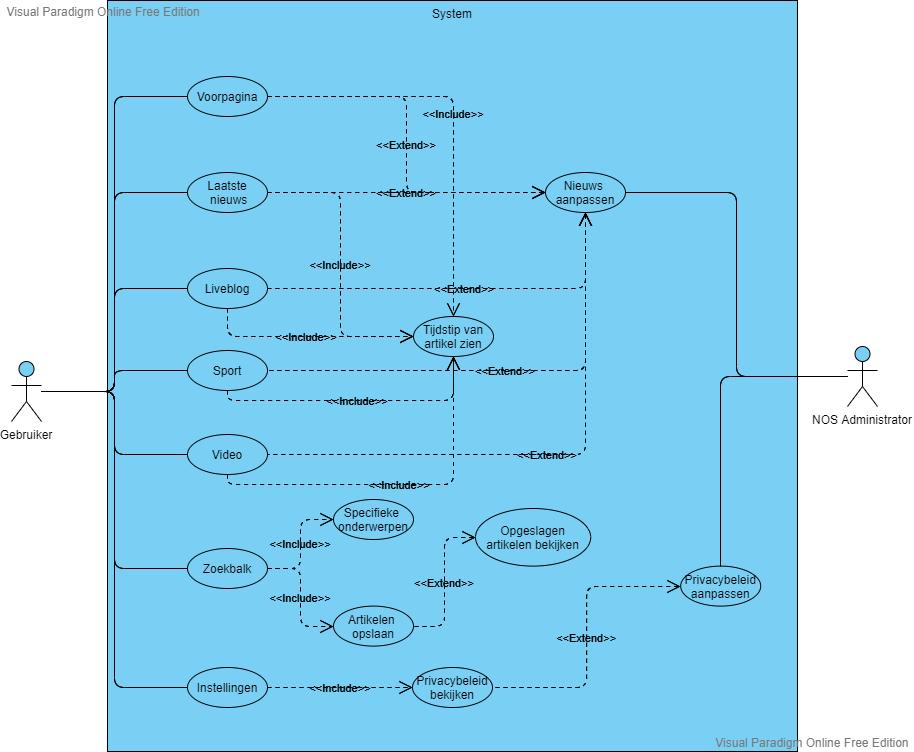 Visual Paradigm Online Free Edition
System
Voorpagina
<<Include>>
<<Extend>>
Laatste
nieuws
<<Extend>>
Nieuws
aanpassen
<<Include>>
Liveblog
<<Extend>>
<<Include>>
Tijdstip van
artikel zien
Sport
<<Extend>>
<<Include>>
Gebruiker
NOS Administrator
Video
<<Extend>>
<<Include>>
Specifieke
onderwerpen
Opgeslagen
artikelen bekijken
<<Include>>
Zoekbalk
<<Extend>>
<<Include>>
Privacybeleid
aanpassen
Artikelen
opslaan
<<Extend>>
Instellingen
<<Include>>
Privacybeleid
bekijken
Visual Paradigm Online Free Edition